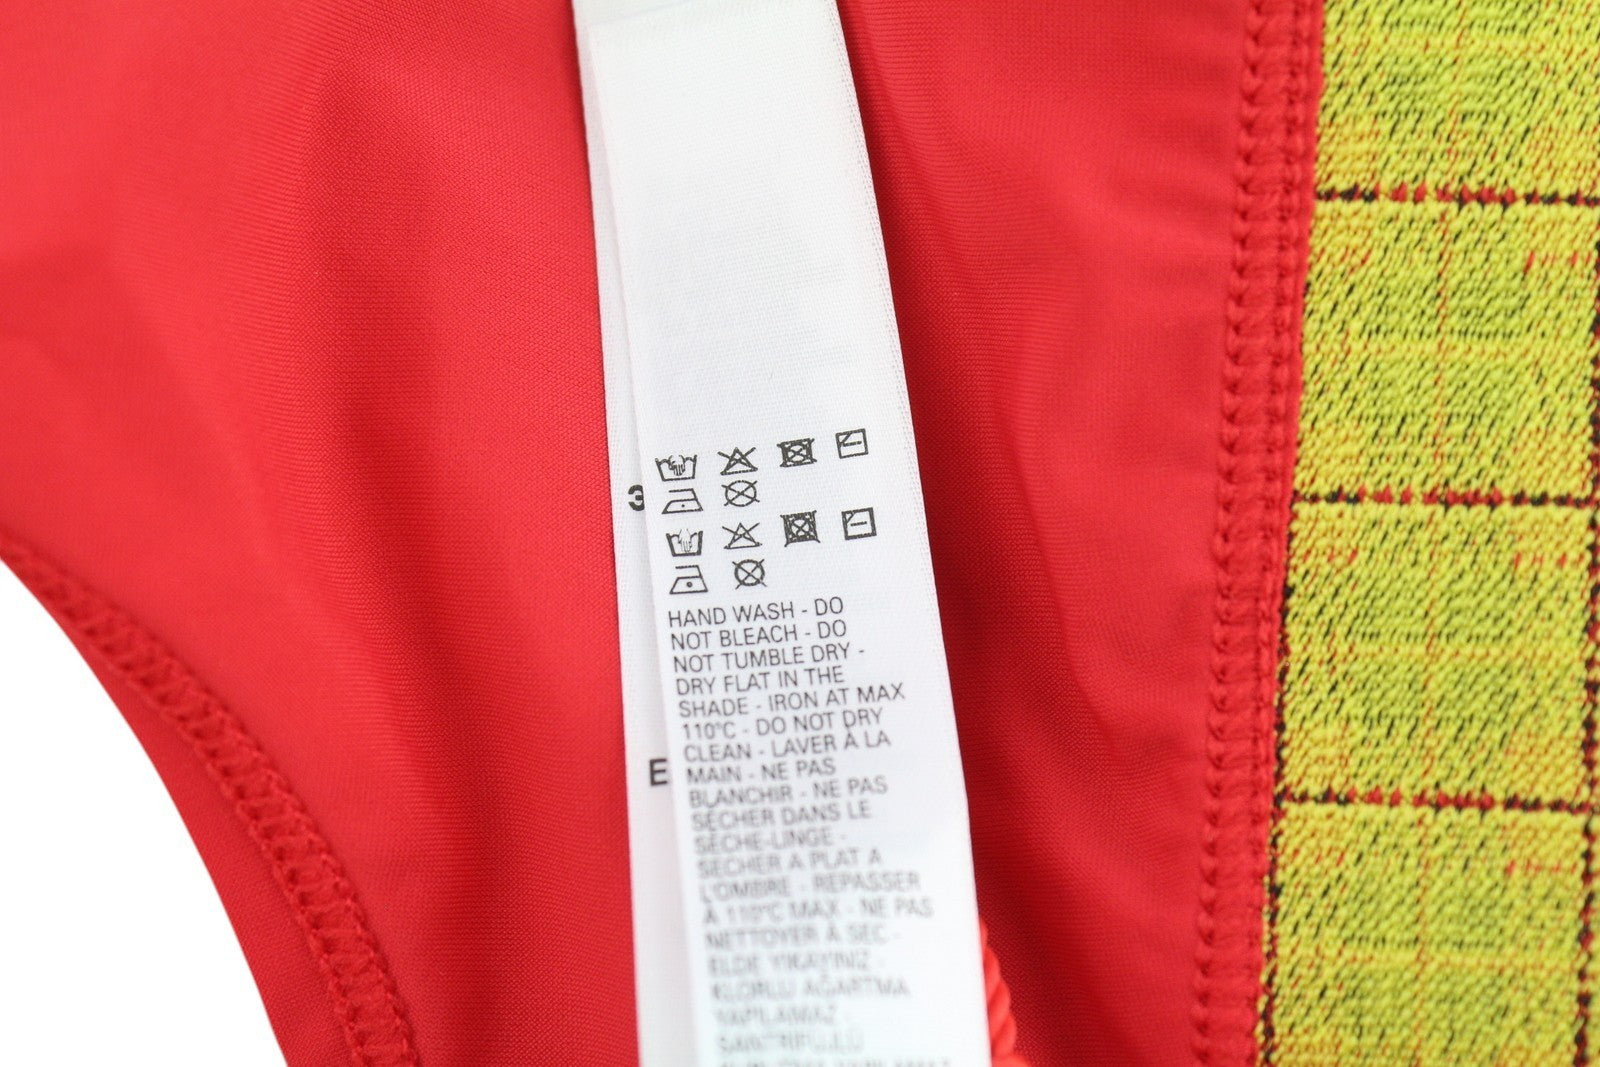 3
E
HAND WASH - DO
NOT BLEACH - DO
NOT TUMBLE DRY -
DRY FLAT IN THE
SHADE - IRON AT MAX
110°C - DO NOT DRY
CLEAN - LAVER À LA
MAIN - NE PAS
BLANCHIR - NE PAS
SÉCHER DANS LE
SÈCHE-LINGE -
SÉCHER À PLAT A
L'OMBRE - REPASSER
À 110°C MAX - NE PAS
NETTOYER À SEC -
ELDE YIKAYINIZ -
KLORLU AĞARTMA
YAPILAMAZ -